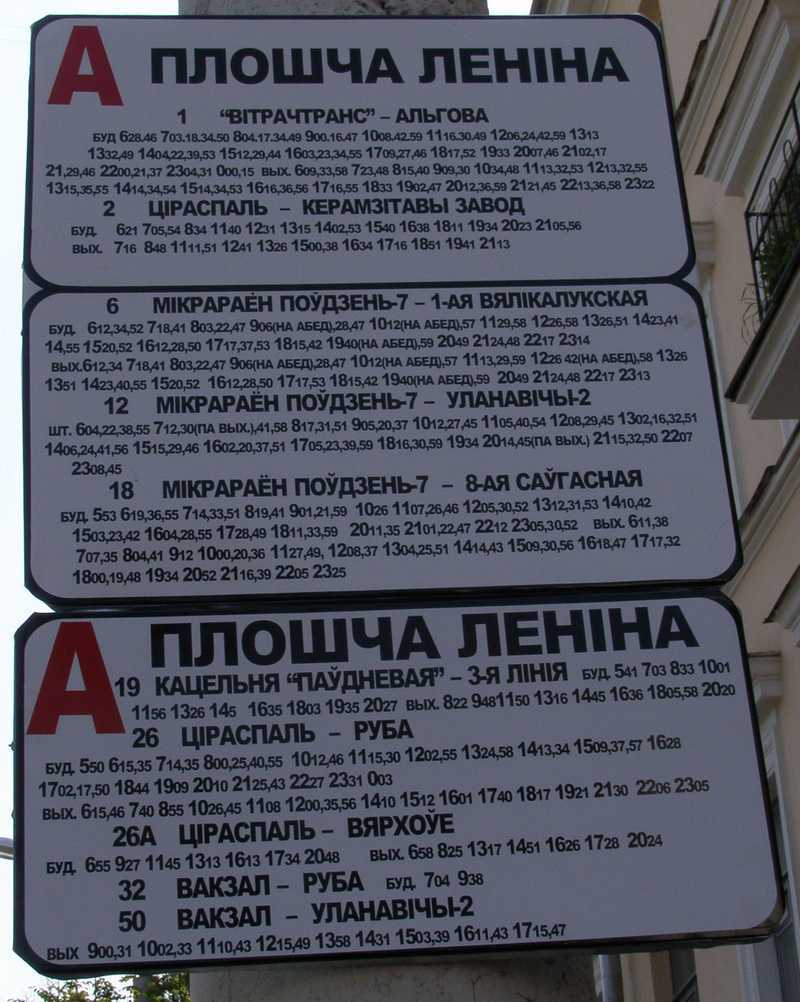 А ПЛОШЧА ЛЕНІНА
1 “ВІТРАЧТРАНС” – АЛЬГОВА
БУД 628.46 703.18.34.50 804.17.34.49 900.16.47 1008.42.59 1116.30.49 1206,24,42,59 1313
1332,49 1404,22,39,53 1512,29,44 1603,23,34,55 1709,27,46 1817,52 1933 2007,46 2102,17
21,29,46 2200,21,37 2304,31 000,15 ВЫХ. 609,33,58 723,48 815,40 909,30 1034,48 1113,32,53 1213,32,55
1315,35,55 1414,34,54 1514,34,53 1616,36,56 1716,55 1833 1902,47 2012,36,59 2121,45 2213,36,58 2322
2 ЦІРАСПАЛЬ – КЕРАМЗІТАВЫ ЗАВОД
БУД. 621 705,54 834 1140 1231 1315 1402,53 1540 1638 1811 1934 2023 2105,56
ВЫХ. 716 848 1111,51 1241 1326 1500,38 1634 1716 1851 1941 2113
6 МІКРАРАЁН ПОЎДЗЕНЬ-7 – 1-АЯ ВЯЛІКАЛУКСКАЯ
БУД. 612,34,52 718,41 803,22,47 906(НА АБЕД),28,47 1012(НА АБЕД),57 1129,58 1226,58 1326,51 1423,41
14,55 1520,52 1612,28,50 1717,37,53 1815,42 1940(НА АБЕД),59 2049 2124,48 2217 2314
ВЫХ.612,34 718,41 803,22,47 906(НА АБЕД),28,47 1012(НА АБЕД),57 1113,29,59 1226 42(НА АБЕД),58 1326
1351 1423,40,55 1520,52 1612,28,50 1717,53 1815,42 1940(НА АБЕД),59 2049 2124,48 2217 2313
12 МІКРАРАЁН ПОЎДЗЕНЬ-7 – УЛАНАВІЧЫ-2
ШТ. 604,22,38,55 712,30(ПА ВЫХ.),41,58 817,31,51 905,20,37 1012,27,45 1105,40,54 1208,29,45 1302,16,32,51
1406,24,41,56 1515,29,46 1602,20,37,51 1705,23,39,59 1816,30,59 1934 2014,45(ПА ВЫХ.) 2115,32,50 2207
2308,45
18 МІКРАРАЁН ПОЎДЗЕНЬ-7 – 8-АЯ САЎГАСНАЯ
БУД. 553 619,36,55 714,33,51 819,41 901,21,59 1026 1107,26,46 1205,30,52 1312,31,53 1410,42
1503,23,42 1604,28,55 1728,49 1811,33,59 2011,35 2101,22,47 2212 2305,30,52 ВЫХ. 611,38
707,35 804,41 912 1000,20,36 1127,49, 1208,37 1304,25,51 1414,43 1509,30,56 1618,47 1717,32
1800,19,48 1934 2052 2116,39 2205 2325
А ПЛОШЧА ЛЕНІНА
19 КАЦЕЛЬНЯ “ПАЎДНЕВАЯ” – 3-Я ЛІНІЯ БУД. 541 703 833 1001
1156 1326 145 1635 1803 1935 2027 ВЫХ. 822 9481150 1316 1445 1636 1805,58 2020
26 ЦІРАСПАЛЬ – РУБА
БУД. 550 615,35 714,35 800,25,40,55 1012,46 1115,30 1202,55 1324,58 1413,34 1509,37,57 1628
1702,17,50 1844 1909 2010 2125,43 2227 2331 003
ВЫХ. 615,46 740 855 1026,45 1108 1200,35,56 1410 1512 1601 1740 1817 1921 2130 2206 2305
26А ЦІРАСПАЛЬ – ВЯРХОЎЕ
БУД. 655 927 1145 1313 1613 1734 2048 ВЫХ. 658 825 1317 1451 1626 1728 2024
32 ВАКЗАЛ – РУБА БУД. 704 938
50 ВАКЗАЛ – УЛАНАВІЧЫ-2
ВЫХ 900,31 1002,33 1110,43 1215,49 1358 1431 1503,39 1611,43 1715,47